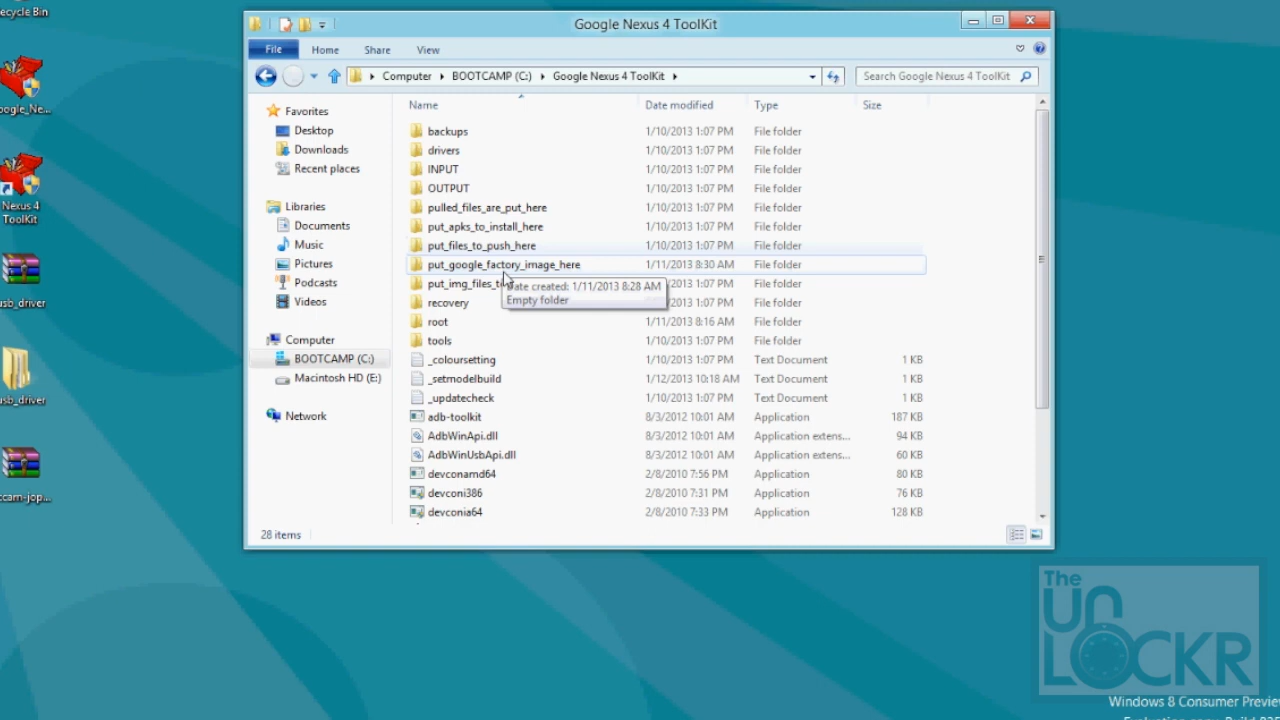 ecycle Bin
oogle_Ne...
Nexus 4
ToolKit
usb_driver
usb_driver
ccam-jop...
Google Nexus 4 ToolKit
File Home Share View
Computer BOOTCAMP (C:) Google Nexus 4 ToolKit
Search Google Nexus 4 ToolKit
Favorites
Desktop
Downloads
Recent places
Libraries
Documents
Music
Pictures
Podcasts
Videos
Computer
BOOTCAMP (C:)
Macintosh HD (E:)
Network
Name Date modified Type Size
backups 1/10/2013 1:07 PM File folder
drivers 1/10/2013 1:07 PM File folder
INPUT 1/10/2013 1:07 PM File folder
OUTPUT 1/10/2013 1:07 PM File folder
pulled_files_are_put_here 1/10/2013 1:07 PM File folder
put_apks_to_install_here 1/10/2013 1:07 PM File folder
put_files_to_push_here 1/10/2013 1:07 PM File folder
put_google_factory_image_here 1/11/2013 8:30 AM File folder
put_img_files_to File folder
Date created: 1/11/2013 8:28 AM
Empty folder
recovery 1/10/2013 1:07 PM File folder
root 1/11/2013 8:16 AM File folder
tools 1/10/2013 1:07 PM File folder
_coloursetting 1/10/2013 1:07 PM Text Document 1 KB
_setmodelbuild 1/12/2013 10:18 AM Text Document 1 KB
_updatecheck 1/10/2013 1:07 PM Text Document 1 KB
adb-toolkit 8/3/2012 10:01 AM Application 187 KB
AdbWinApi.dll 8/3/2012 10:01 AM Application extens... 94 KB
AdbWinUsbApi.dll 8/3/2012 10:01 AM Application extens... 60 KB
devconamd64 2/8/2010 7:56 PM Application 80 KB
devconi386 2/8/2010 7:31 PM Application 76 KB
devconia64 2/8/2010 7:33 PM Application 128 KB
28 items
The
UnLOCKR
Windows 8 Consumer Previe